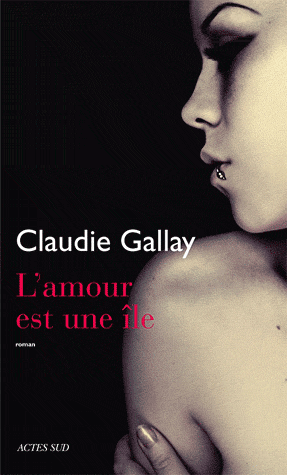 Claudie Gallay
L'amour
est une île
roman
ACTES SUD